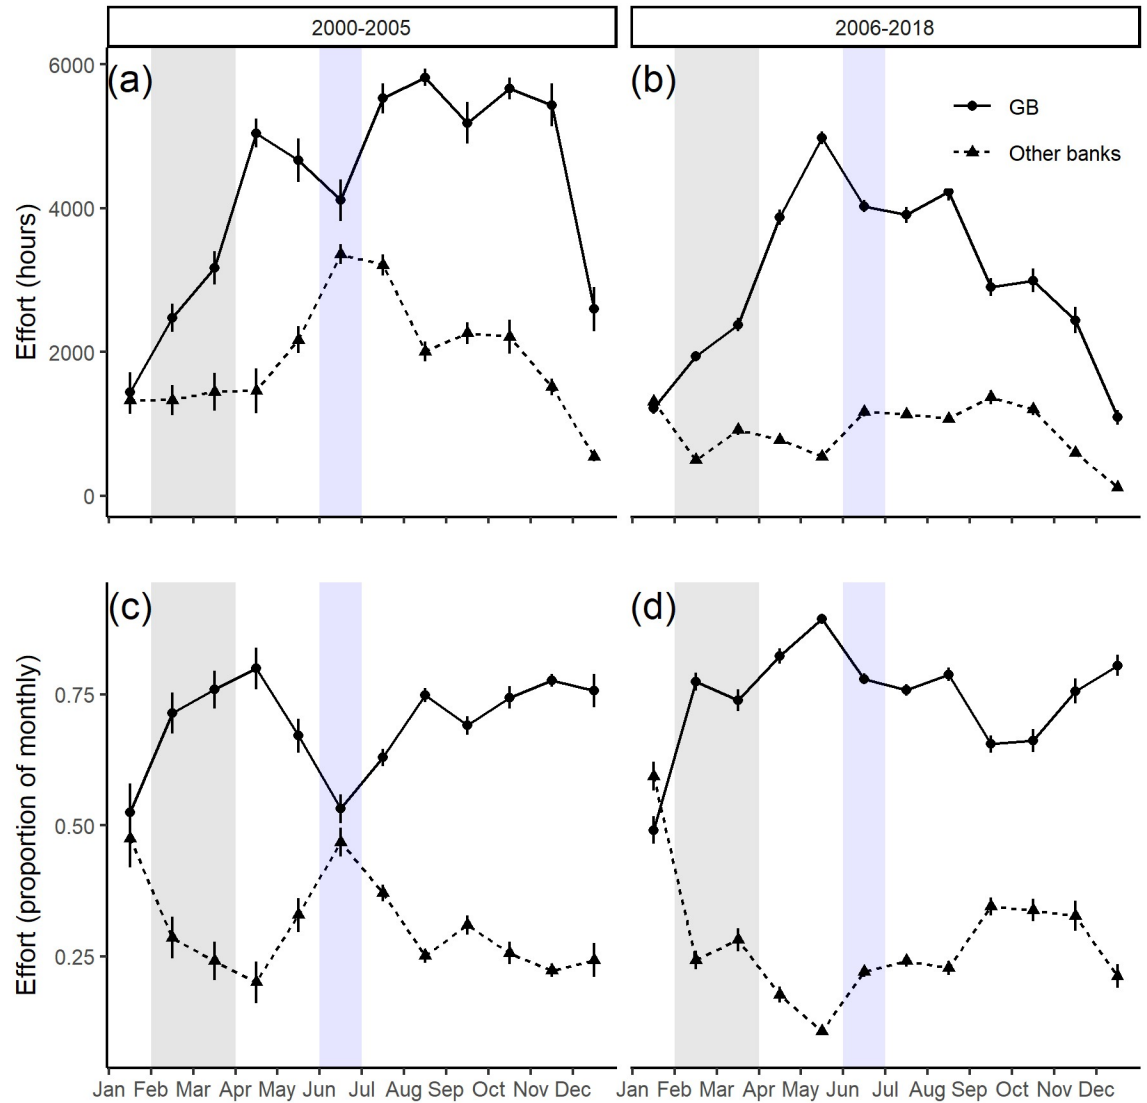 2000-2005
2006-2018
(a)
(b)
GB
Other banks
Effort (hours)
6000
4000
2000
0
(c)
(d)
Effort (proportion of monthly)
0.75
0.50
0.25
Jan Feb Mar Apr May Jun Jul Aug Sep Oct Nov Dec
Jan Feb Mar Apr May Jun Jul Aug Sep Oct Nov Dec